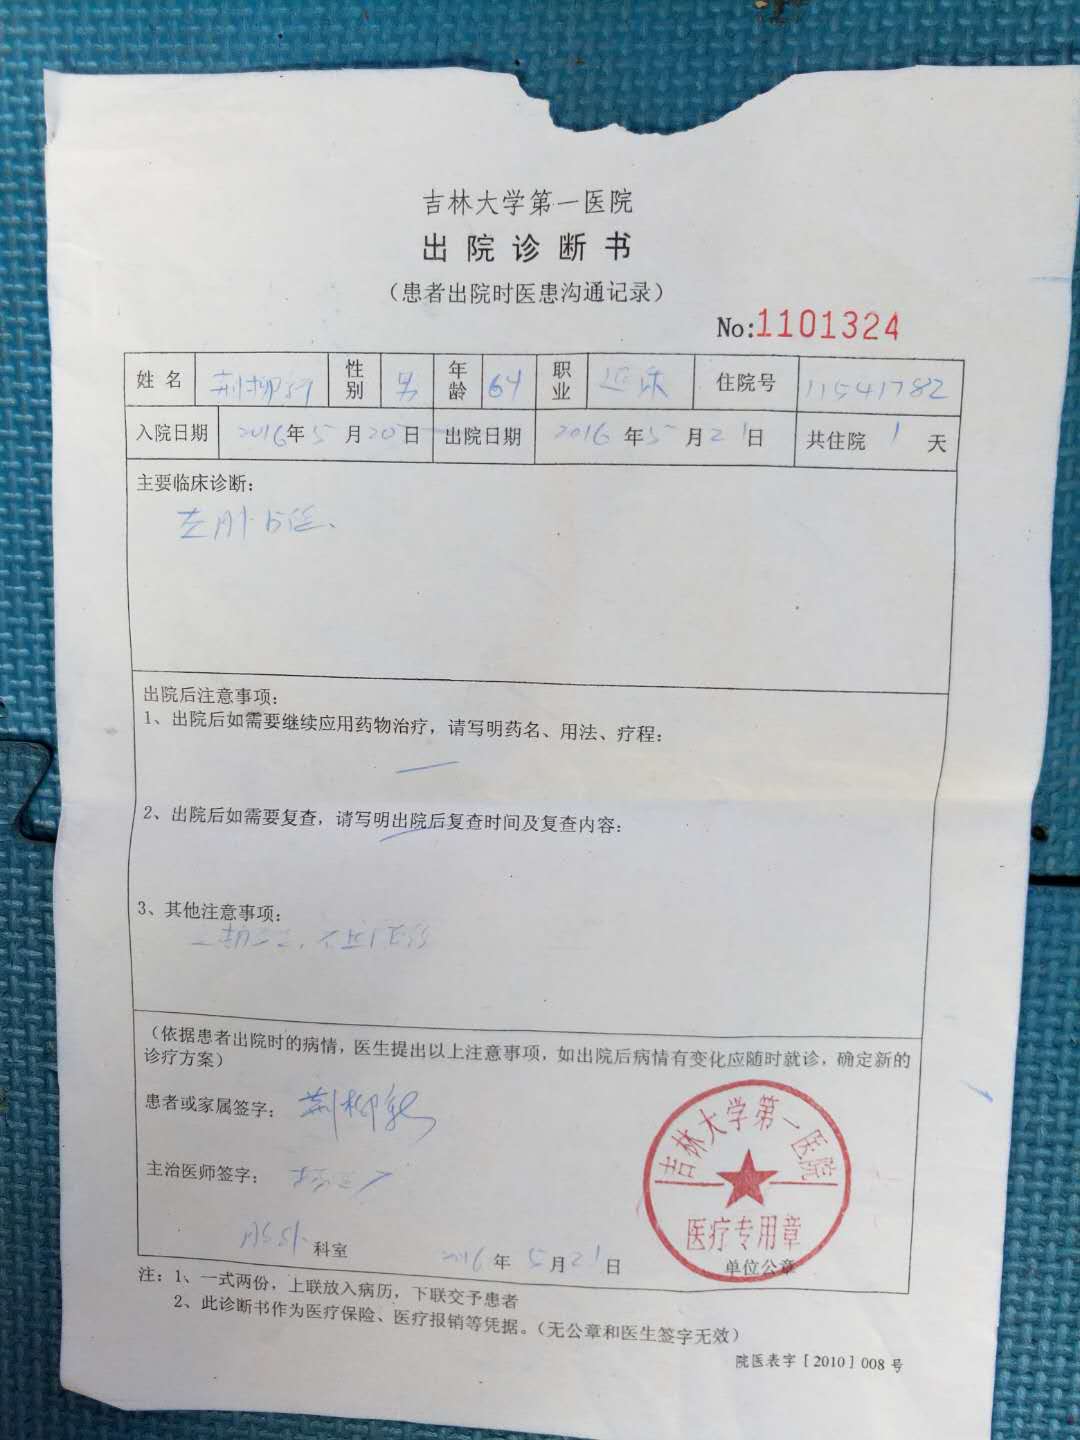 吉林大学第一医院
出院诊断书
（患者出院时医患沟通记录）
No:1101324
姓名 荆柳 性别 男 年龄 64 职业 退休 住院号 11541782
入院日期 2016年5月20日 出院日期 2016年5月21日 共住院 1 天
主要临床诊断：
左肺占位、
出院后注意事项：
1、出院后如需要继续应用药物治疗，请写明药名、用法、疗程：
2、出院后如需要复查，请写明出院后复查时间及复查内容：
3、其他注意事项：
（依据患者出院时的病情，医生提出以上注意事项，如出院后病情有变化应随时就诊，确定新的
诊疗方案）
患者或家属签字： 荆柳
主治医师签字：
科室 2016年5月21日
吉林大学第一医院
医疗专用章
单位公章
注：1、一式两份，上联放入病历，下联交予患者
2、此诊断书作为医疗保险、医疗报销等凭据。（无公章和医生签字无效）
院医表字［2010］008号